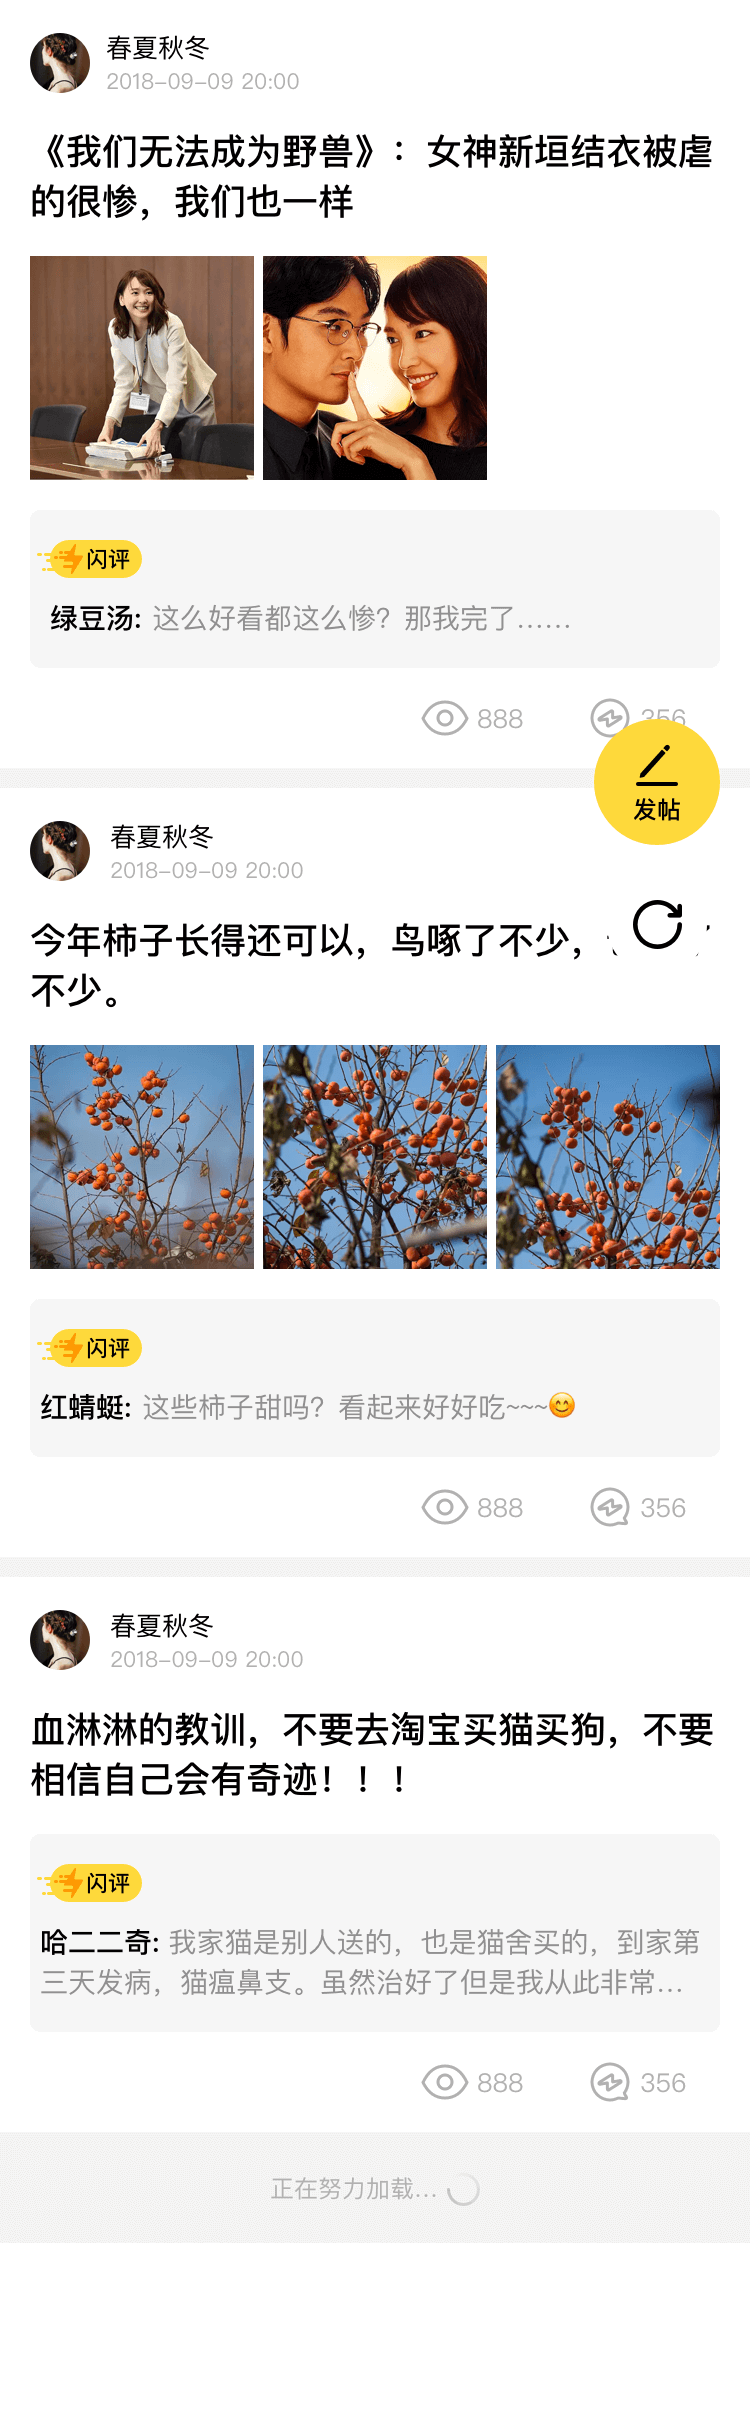 春夏秋冬
2018-09-09 20:00
《我们无法成为野兽》：女神新垣结衣被虐
的很惨，我们也一样
闪评
绿豆汤: 这么好看都这么惨？那我完了……
888 356
发帖
春夏秋冬
2018-09-09 20:00
今年柿子长得还可以，鸟啄了不少，
不少。
闪评
红蜻蜓: 这些柿子甜吗？看起来好好吃~~~😊
888 356
春夏秋冬
2018-09-09 20:00
血淋淋的教训，不要去淘宝买猫买狗，不要
相信自己会有奇迹！！！
闪评
哈二二奇: 我家猫是别人送的，也是猫舍买的，到家第
三天发病，猫瘟鼻支。虽然治好了但是我从此非常...
888 356
正在努力加载...